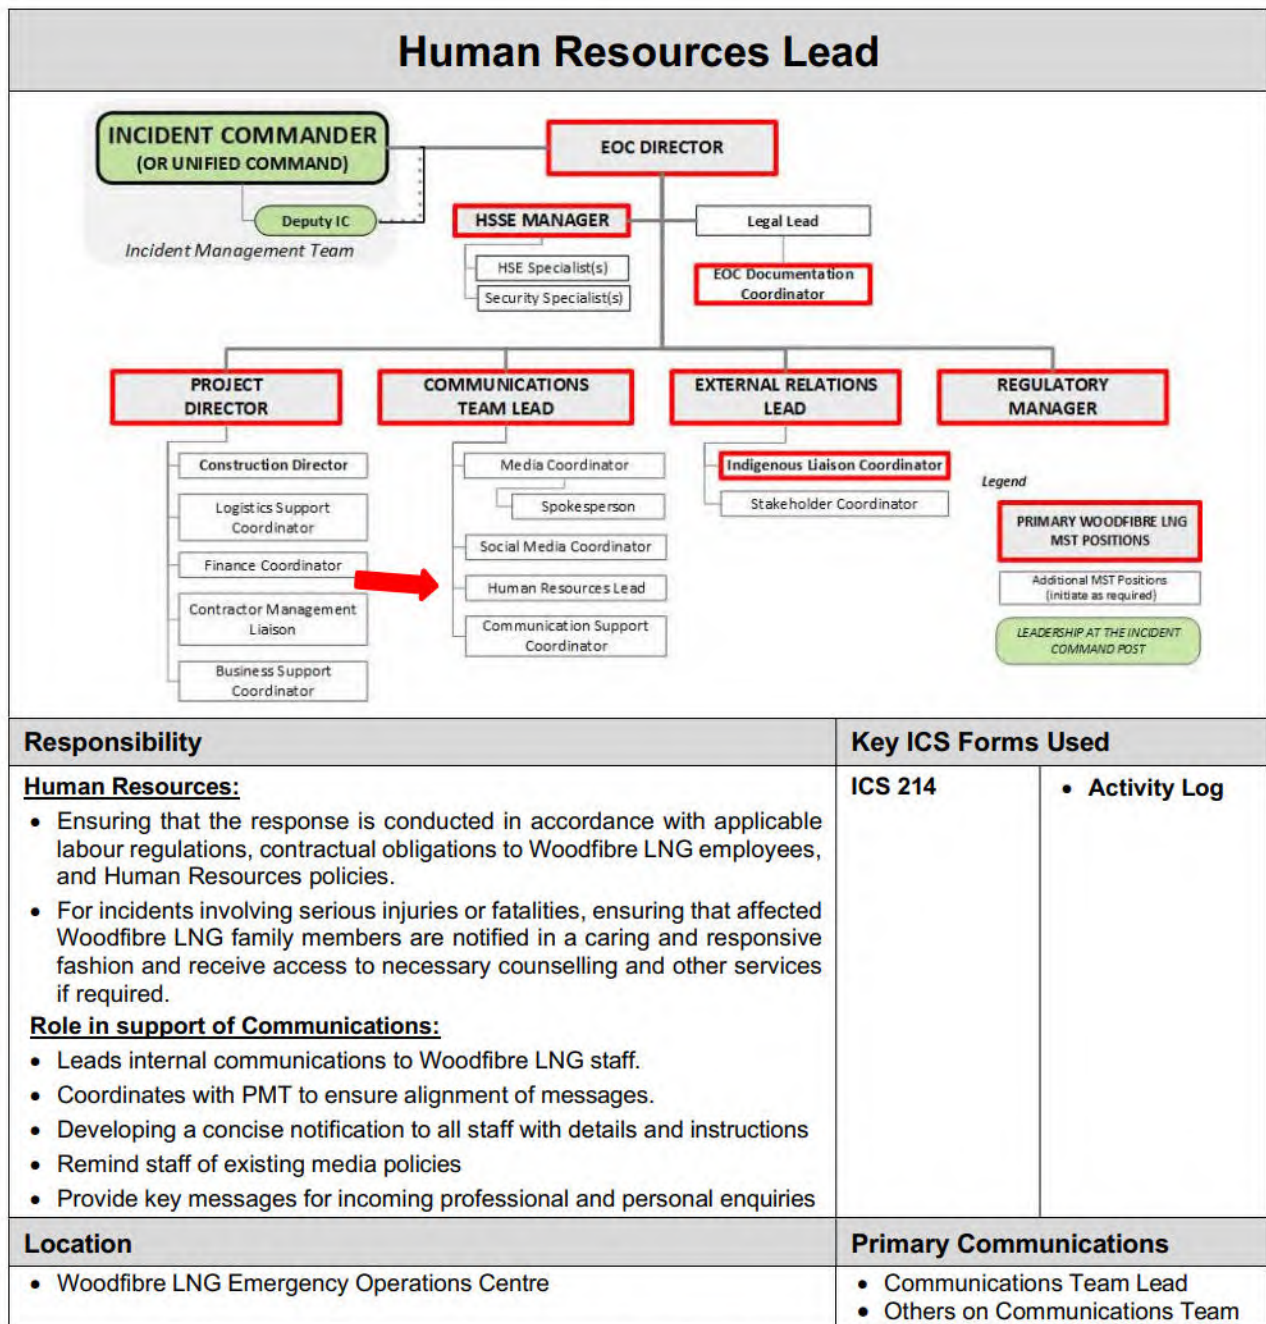 Human Resources Lead
INCIDENT COMMANDER
(OR UNIFIED COMMAND)
EOC DIRECTOR
Deputy IC
Incident Management Team
HSSE MANAGER
Legal Lead
HSE Specialist(s)
Security Specialist(s)
EOC Documentation
Coordinator
PROJECT
DIRECTOR
COMMUNICATIONS
TEAM LEAD
EXTERNAL RELATIONS
LEAD
REGULATORY
MANAGER
Construction Director
Logistics Support
Coordinator
Finance Coordinator
Contractor Management
Liaison
Business Support
Coordinator
Media Coordinator
Spokesperson
Social Media Coordinator
Human Resources Lead
Communication Support
Coordinator
Indigenous Liaison Coordinator
Stakeholder Coordinator
Legend
PRIMARY WOODFIBRE LNG
MST POSITIONS
Additional MST Positions
(initiate as required)
LEADERSHIP AT THE INCIDENT
COMMAND POST
Responsibility
Key ICS Forms Used
Human Resources:
• Ensuring that the response is conducted in accordance with applicable
labour regulations, contractual obligations to Woodfibre LNG employees,
and Human Resources policies.
• For incidents involving serious injuries or fatalities, ensuring that affected
Woodfibre LNG family members are notified in a caring and responsive
fashion and receive access to necessary counselling and other services
if required.
Role in support of Communications:
• Leads internal communications to Woodfibre LNG staff.
• Coordinates with PMT to ensure alignment of messages.
• Developing a concise notification to all staff with details and instructions
• Remind staff of existing media policies
• Provide key messages for incoming professional and personal enquiries
ICS 214
• Activity Log
Location
Primary Communications
• Woodfibre LNG Emergency Operations Centre
• Communications Team Lead
• Others on Communications Team